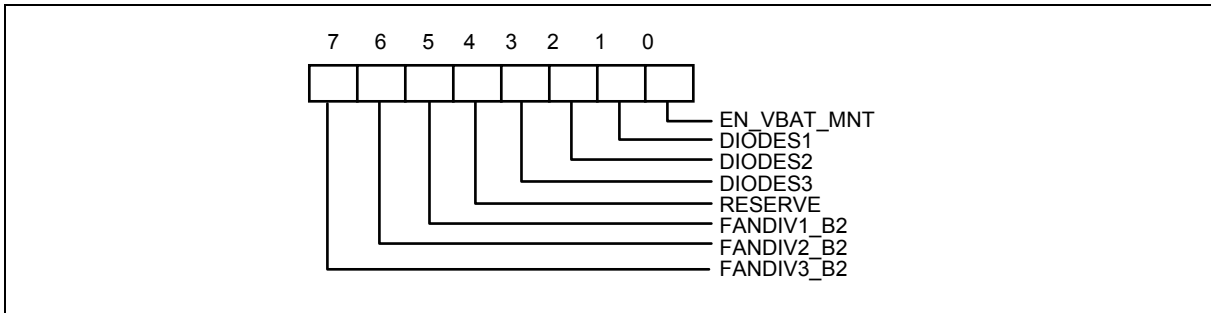 7 6 5 4 3 2 1 0
EN_VBAT_MNT
DIODES1
DIODES2
DIODES3
RESERVE
FANDIV1_B2
FANDIV2_B2
FANDIV3_B2